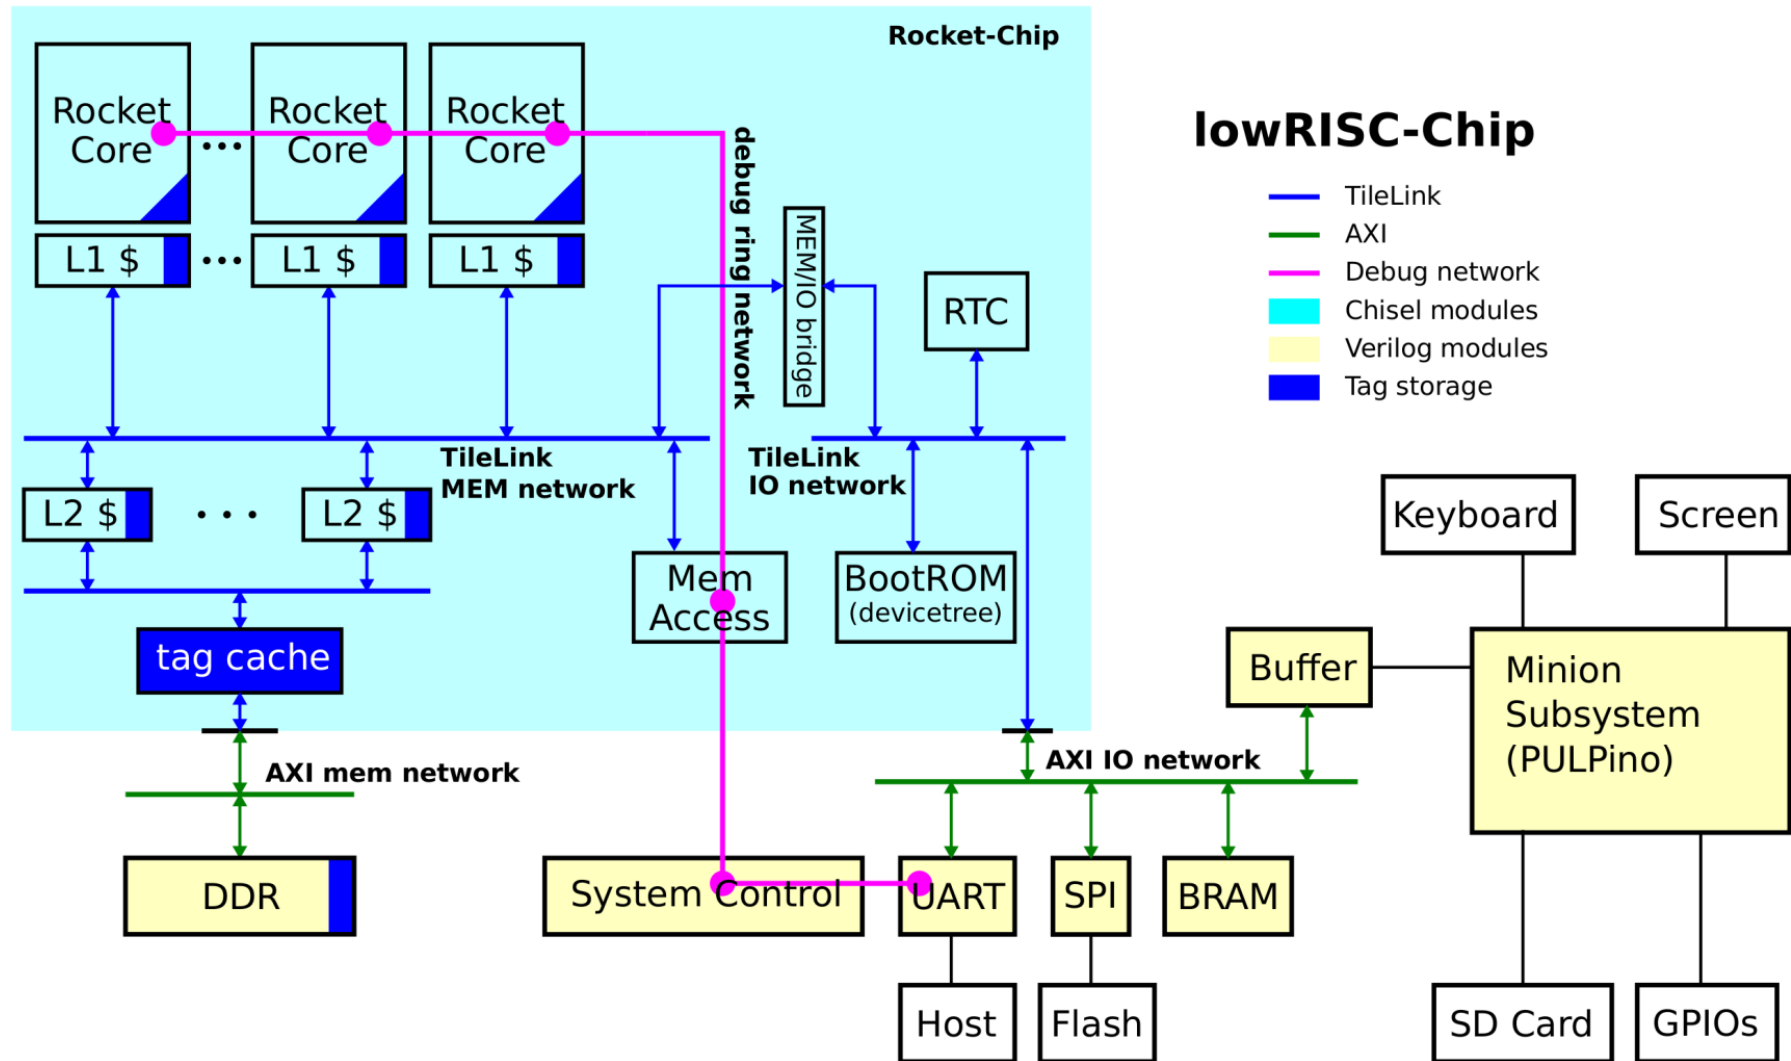 Rocket-Chip
Rocket
Core
...
Rocket
Core
Rocket
Core
L1 $
...
L1 $
L1 $
debug ring network
MEM/IO bridge
RTC
lowRISC-Chip
TileLink
AXI
Debug network
Chisel modules
Verilog modules
Tag storage
TileLink
MEM network
TileLink
IO network
L2 $
...
L2 $
Mem
Access
BootROM
(devicetree)
tag cache
Keyboard
Screen
Buffer
Minion
Subsystem
(PULPino)
AXI mem network
AXI IO network
DDR
System Control
UART
SPI
BRAM
Host
Flash
SD Card
GPIOs